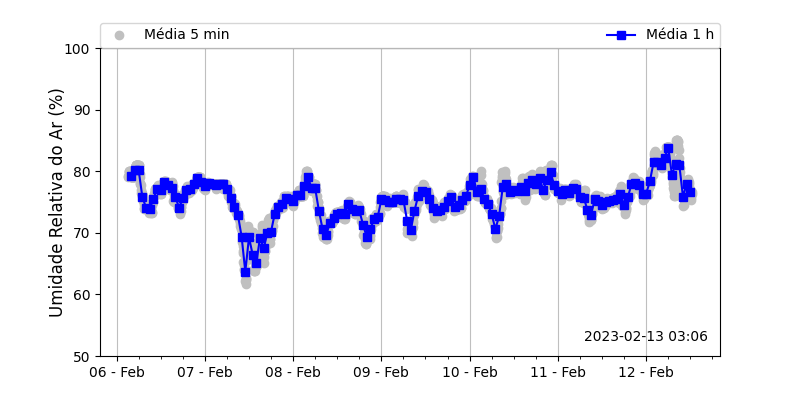 Média 5 min
Média 1 h
Umidade Relativa do Ar (%)
100
90
80
70
60
50
2023-02-13 03:06
06 - Feb
07 - Feb
08 - Feb
09 - Feb
10 - Feb
11 - Feb
12 - Feb